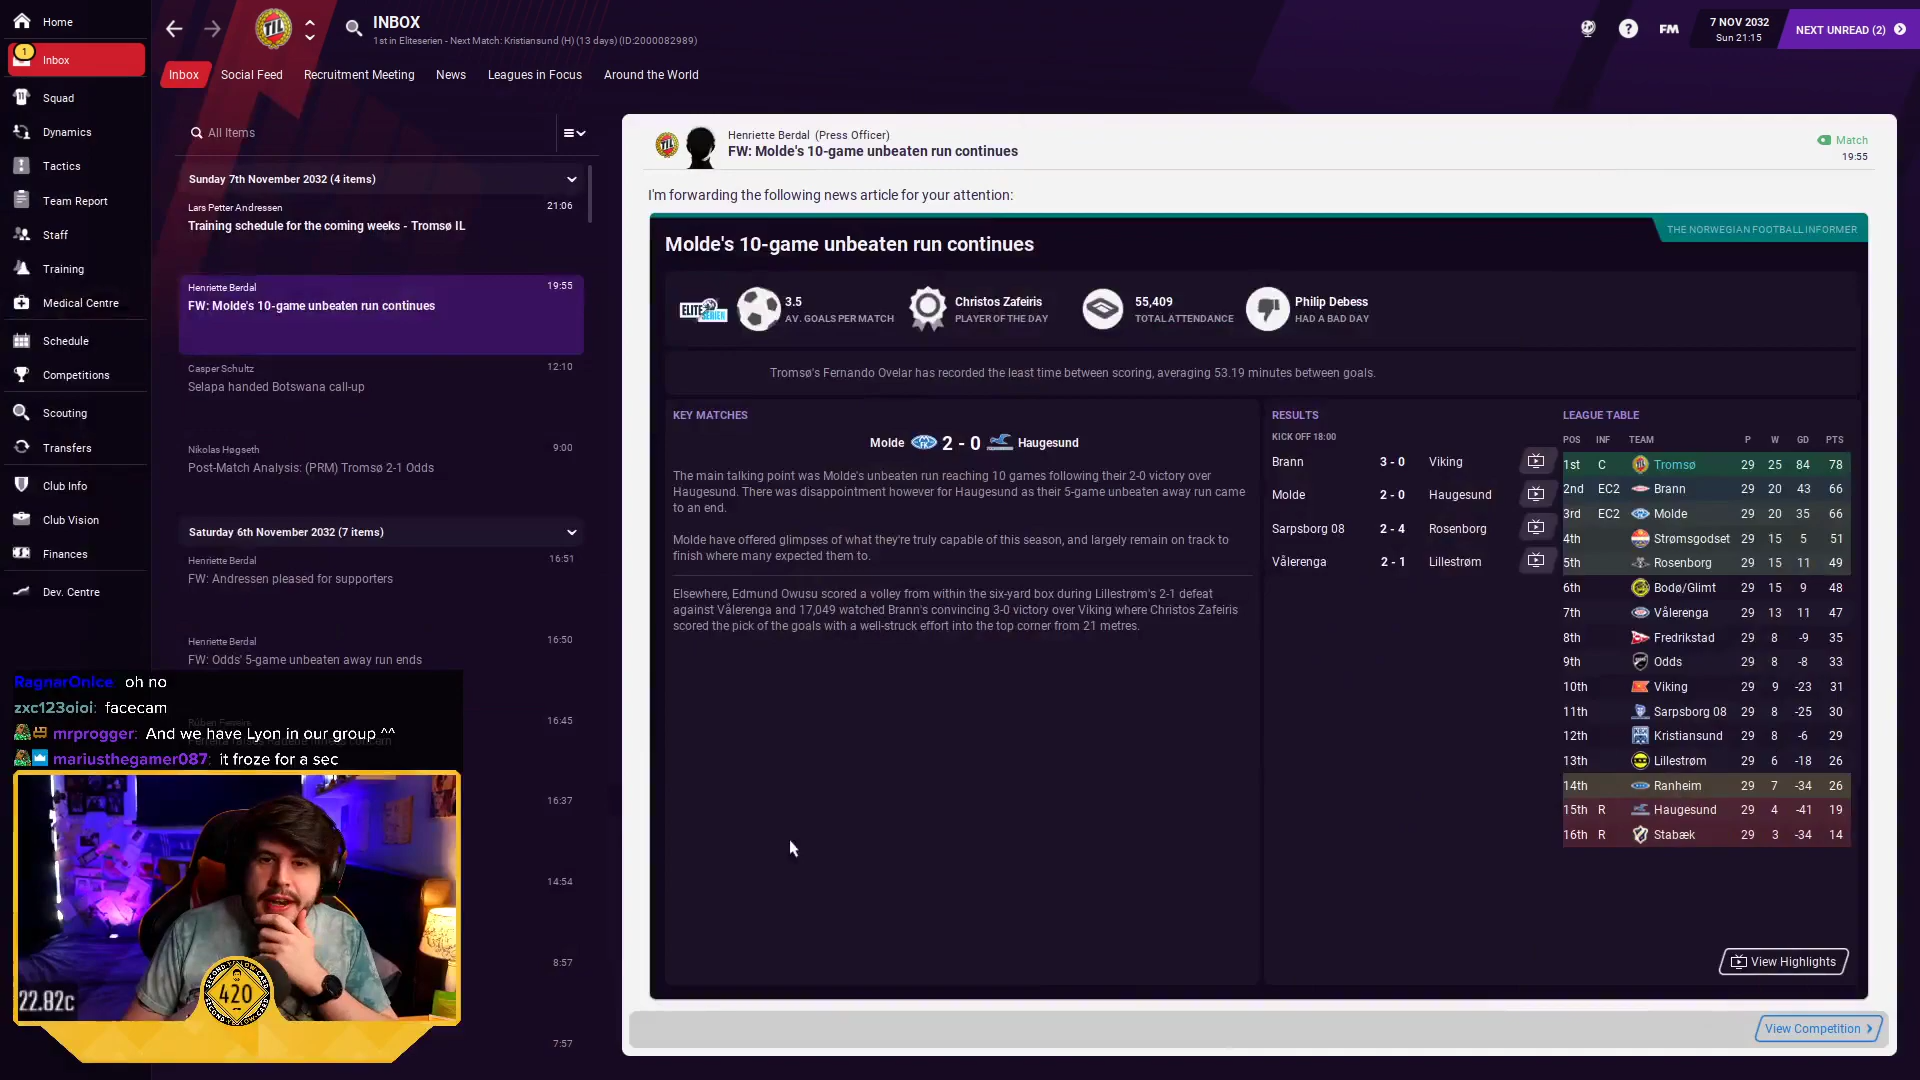 Home
1
Inbox
Squad
Dynamics
Tactics
Team Report
Staff
Training
Medical Centre
Schedule
Competitions
Scouting
Transfers
Club Info
Club Vision
Finances
Dev. Centre
TIL
INBOX
1st in Eliteserien - Next Match: Kristiansund (H) (13 days) (ID:2000082989)
? FM
7 NOV 2032
Sun 21:15
NEXT UNREAD (2)
Inbox Social Feed Recruitment Meeting News Leagues in Focus Around the World
All Items
Sunday 7th November 2032 (4 items)
Lars Petter Andressen 21:06
Training schedule for the coming weeks - Tromsø IL
Henriette Berdal 19:55
FW: Molde's 10-game unbeaten run continues
Casper Schultz 12:10
Selapa handed Botswana call-up
Nikolas Høgseth 9:00
Post-Match Analysis: (PRM) Tromsø 2-1 Odds
Saturday 6th November 2032 (7 items)
Henriette Berdal 16:51
FW: Andressen pleased for supporters
Henriette Berdal 16:50
FW: Odds' 5-game unbeaten away run ends
16:45
16:37
14:54
8:57
7:57
RagnarOnIce: oh no
zxc123oioi: facecam
mrprogger: And we have Lyon in our group ^^
mariusthegamer087: it froze for a sec
22.82c
SECOND YELLOW CARD
420
Henriette Berdal (Press Officer)
FW: Molde's 10-game unbeaten run continues
Match
19:55
I'm forwarding the following news article for your attention:
THE NORWEGIAN FOOTBALL INFORMER
Molde's 10-game unbeaten run continues
ELITE SERIEN
3.5
AV. GOALS PER MATCH
Christos Zafeiris
PLAYER OF THE DAY
55,409
TOTAL ATTENDANCE
Philip Debess
HAD A BAD DAY
Tromsø's Fernando Ovelar has recorded the least time between scoring, averaging 53.19 minutes between goals.
KEY MATCHES
Molde 2 - 0 Haugesund
The main talking point was Molde's unbeaten run reaching 10 games following their 2-0 victory over
Haugesund. There was disappointment however for Haugesund as their 5-game unbeaten away run came
to an end.
Molde have offered glimpses of what they're truly capable of this season, and largely remain on track to
finish where many expected them to.
Elsewhere, Edmund Owusu scored a volley from within the six-yard box during Lillestrøm's 2-1 defeat
against Vålerenga and 17,049 watched Brann's convincing 3-0 victory over Viking where Christos Zafeiris
scored the pick of the goals with a well-struck effort into the top corner from 21 metres.
RESULTS
KICK OFF 18:00
Brann 3 - 0 Viking
Molde 2 - 0 Haugesund
Sarpsborg 08 2 - 4 Rosenborg
Vålerenga 2 - 1 Lillestrøm
LEAGUE TABLE
POS INF TEAM P W GD PTS
1st C Tromsø 29 25 84 78
2nd EC2 Brann 29 20 43 66
3rd EC2 Molde 29 20 35 66
4th Strømsgodset 29 15 5 51
5th Rosenborg 29 15 11 49
6th Bodø/Glimt 29 15 9 48
7th Vålerenga 29 13 11 47
8th Fredrikstad 29 8 -9 35
9th Odds 29 8 -8 33
10th Viking 29 9 -23 31
11th Sarpsborg 08 29 8 -25 30
12th Kristiansund 29 8 -6 29
13th Lillestrøm 29 6 -18 26
14th Ranheim 29 7 -34 26
15th R Haugesund 29 4 -41 19
16th R Stabæk 29 3 -34 14
View Highlights
View Competition